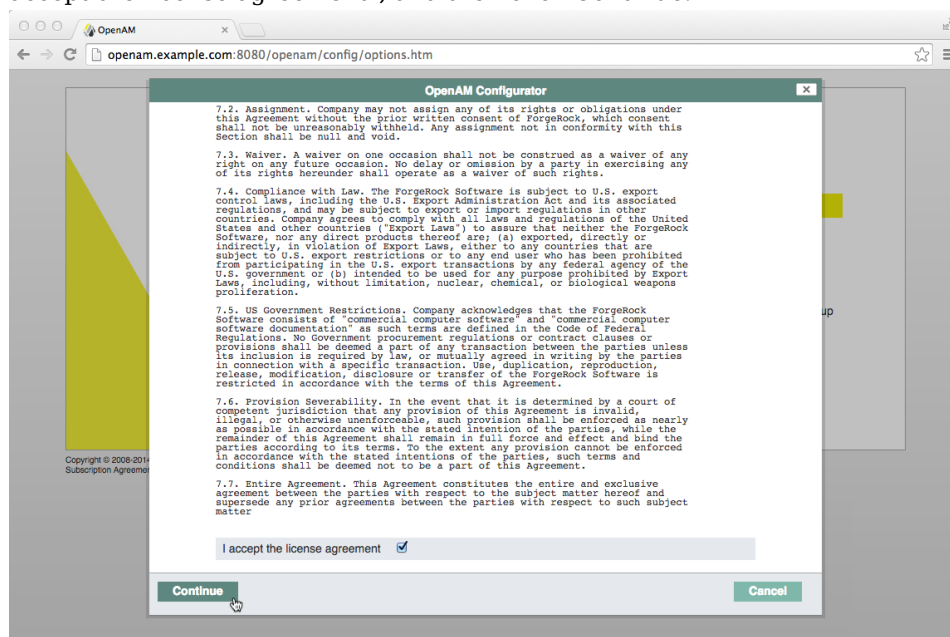 OpenAM
openam.example.com:8080/openam/config/options.htm
OpenAM Configurator
7.2. Assignment. Company may not assign any of its rights or obligations under
this Agreement without the prior written consent of ForgeRock, which consent
shall not be unreasonably withheld. Any assignment not in conformity with this
Section shall be null and void.
7.3. Waiver. A waiver on one occasion shall not be construed as a waiver of any
right on any future occasion. No delay or omission by a party in exercising any
of its rights hereunder shall operate as a waiver of such rights.
7.4. Compliance with Law. The ForgeRock Software is subject to U.S. export
control laws, including the U.S. Export Administration Act and its associated
regulations, and may be subject to export or import regulations in other
countries. Company agrees to comply with all laws and regulations of the United
States and other countries ("Export Laws") to assure that neither the ForgeRock
Software, nor any direct products thereof are; (a) exported, directly or
indirectly, in violation of Export Laws, either to any countries that are
subject to U.S. export restrictions or to any end user who has been prohibited
from participating in the U.S. export transactions by any federal agency of the
U.S. government or (b) intended to be used for any purpose prohibited by Export
Laws, including, without limitation, nuclear, chemical, or biological weapons
proliferation.
7.5. US Government Restrictions. Company acknowledges that the ForgeRock
Software consists of "commercial computer software" and "commercial computer
software documentation" as such terms are defined in the Code of Federal
Regulations. No Government procurement regulations or contract clauses or
provisions shall be deemed a part of any transaction between the parties unless
its inclusion is required by law, or mutually agreed in writing by the parties
in connection with a specific transaction. Use, duplication, reproduction,
release, modification, disclosure or transfer of the ForgeRock Software is
restricted in accordance with the terms of this Agreement.
7.6. Provision Severability. In the event that it is determined by a court of
competent jurisdiction that any provision of this Agreement is invalid,
illegal, or otherwise unenforceable, such provision shall be enforced as nearly
as possible in accordance with the stated intention of the parties, while the
remainder of this Agreement shall remain in full force and effect and bind the
parties according to its terms. To the extent any provision cannot be enforced
in accordance with the stated intentions of the parties, such terms and
conditions shall be deemed not to be a part of this Agreement.
7.7. Entire Agreement. This Agreement constitutes the entire and exclusive
agreement between the parties with respect to the subject matter hereof and
supersede any prior agreements between the parties with respect to such subject
matter
up
Copyright © 2008-2014
Subscription Agreemen
I accept the license agreement
Continue
Cancel